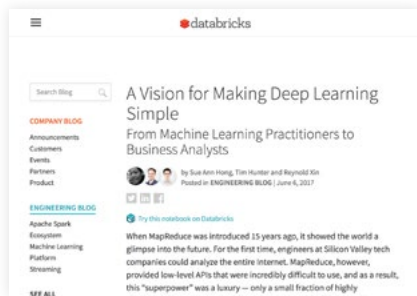 databricks
Search Blog
COMPANY BLOG
Announcements
Customers
Events
Partners
Product
ENGINEERING BLOG
Apache Spark
Ecosystem
Machine Learning
Platform
Streaming
SEE ALL
A Vision for Making Deep Learning
Simple
From Machine Learning Practitioners to
Business Analysts
by Sue Ann Hong, Tim Hunter and Reynold Xin
Posted in ENGINEERING BLOG | June 6, 2017
Try this notebook on Databricks
When MapReduce was introduced 15 years ago, it showed the world a
glimpse into the future. For the first time, engineers at Silicon Valley tech
companies could analyze the entire Internet. MapReduce, however,
provided low-level APIs that were incredibly difficult to use, and as a result,
this "superpower" was a luxury — only a small fraction of highly